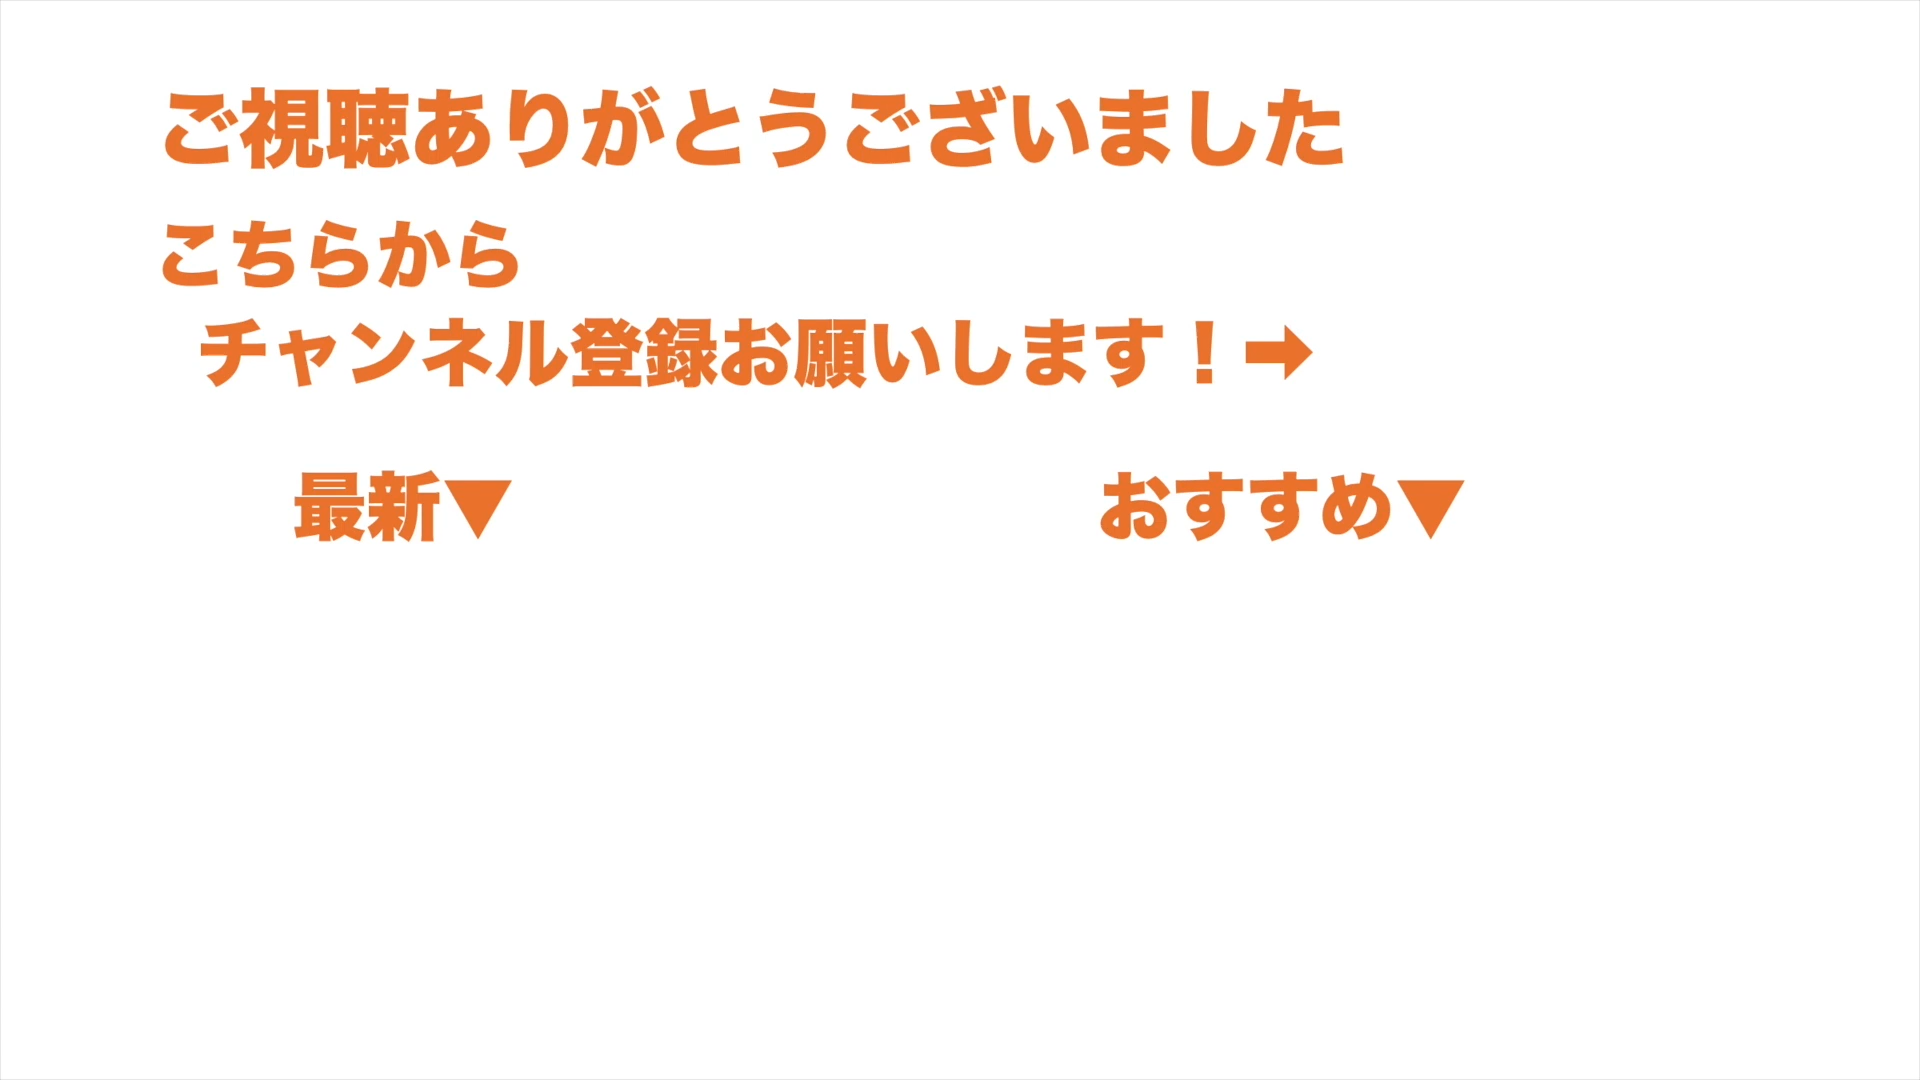 ご視聴ありがとうございました
こちらから
チャンネル登録お願いします！➡
最新▼
おすすめ▼